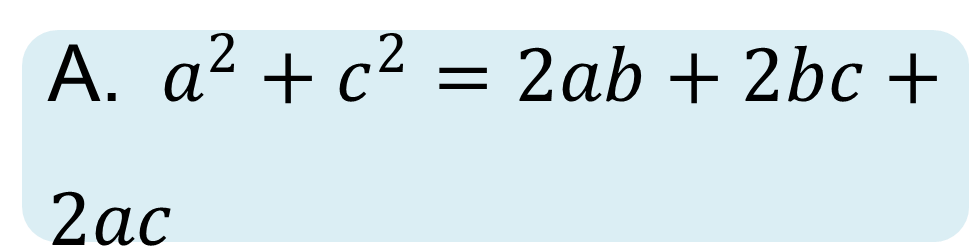 A. a² + c² = 2ab + 2bc +
2ac